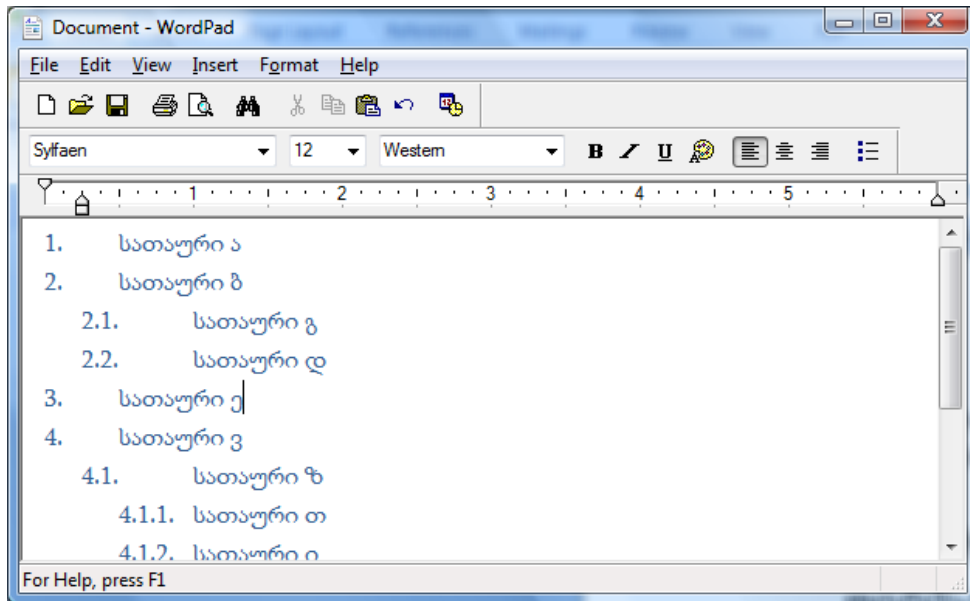 Document - WordPad
File Edit View Insert Format Help
Sylfaen 12 Western B / U
1 2 3 4 5
1. სათაური ა
2. სათაური ბ
2.1. სათაური გ
2.2. სათაური დ
3. სათაური ე
4. სათაური ვ
4.1. სათაური ზ
4.1.1. სათაური თ
4.1.2. სათაური ი
For Help, press F1